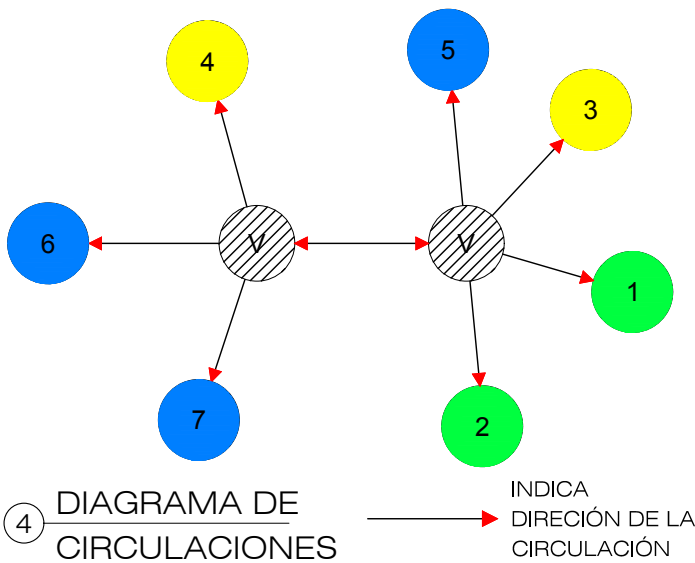 4
5
3
6
V
V
1
7
2
4
DIAGRAMA DE
CIRCULACIONES
INDICA
DIRECIÓN DE LA
CIRCULACIÓN